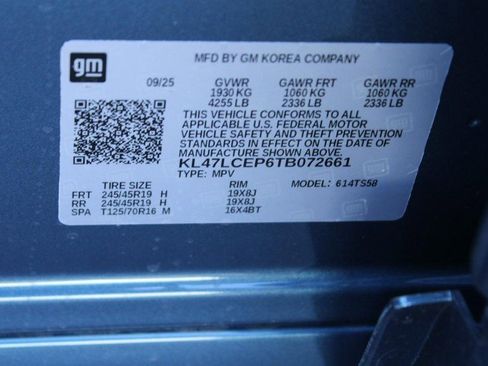 gm
MFD BY GM KOREA COMPANY
09/25 GVWR GAWR FRT GAWR RR
1930 KG 1060 KG 1060 KG
4255 LB 2336 LB 2336 LB
THIS VEHICLE CONFORMS TO ALL
APPLICABLE U.S. FEDERAL MOTOR
VEHICLE SAFETY AND THEFT PREVENTION
STANDARDS IN EFFECT ON THE DATE OF
MANUFACTURE SHOWN ABOVE.
KL47LCEP6TB072661
TYPE: MPV MODEL: 614TS58
TIRE SIZE RIM
FRT 245/45R19 H 19X8J
RR 245/45R19 H 19X8J
SPA T125/70R16 M 16X4BT